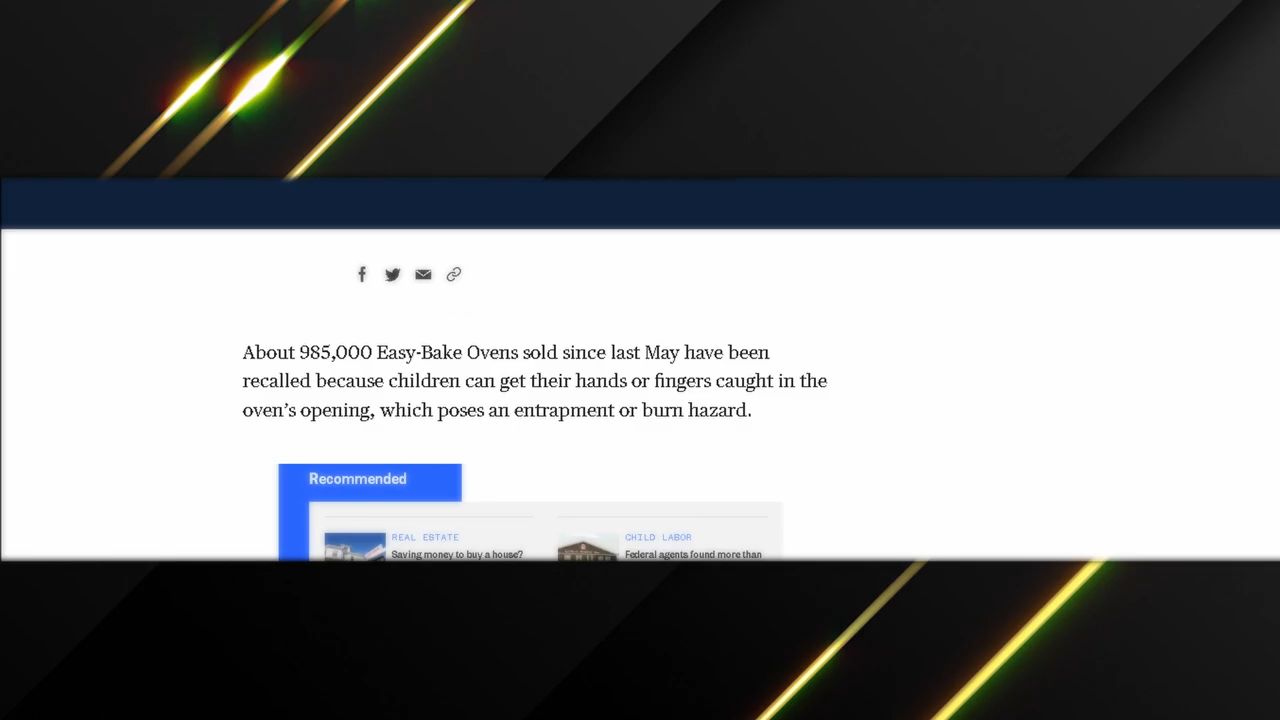 About 985,000 Easy-Bake Ovens sold since last May have been
recalled because children can get their hands or fingers caught in the
oven’s opening, which poses an entrapment or burn hazard.
Recommended
REAL ESTATE
Saving money to buy a house?
CHILD LABOR
Federal agents found more than